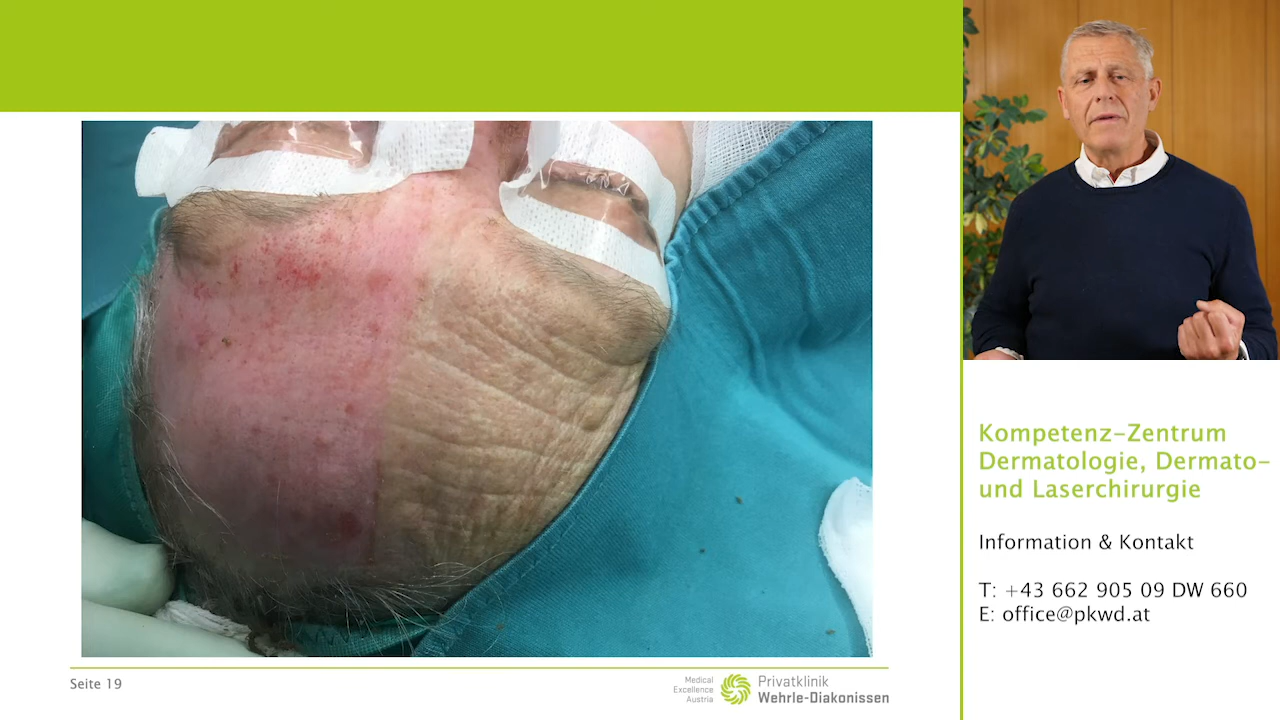 Kompetenz-Zentrum
Dermatologie, Dermato-
und Laserchirurgie
Information & Kontakt
T: +43 662 905 09 DW 660
E: office@pkwd.at
Seite 19
Medical
Excellence
Austria
Privatklinik
Wehrle-Diakonissen